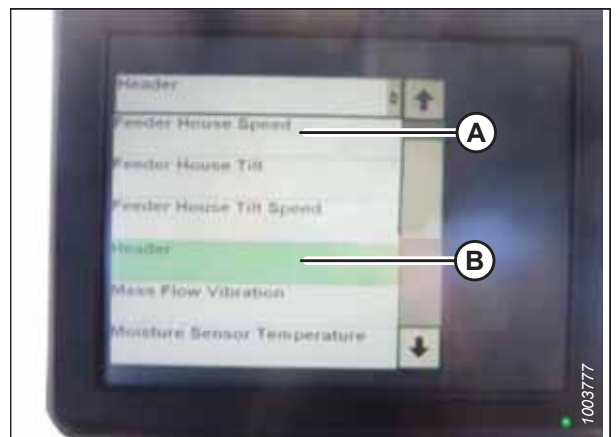 Header
Feeder House Speed
A
Feeder House Tilt
Feeder House Tilt Speed
Header
B
Mass Flow Vibration
Moisture Sensor Temperature
1003777